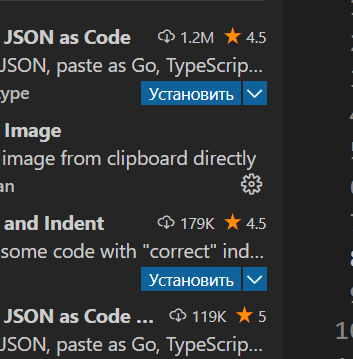 JSON as Code 1.2M 4.5
JSON, paste as Go, TypeScrip...
type
Установить
Image
image from clipboard directly
an
and Indent 179K 4.5
some code with "correct" ind...
Установить
JSON as Code ... 119K 5
JSON, paste as Go, TypeScrip...
8
10